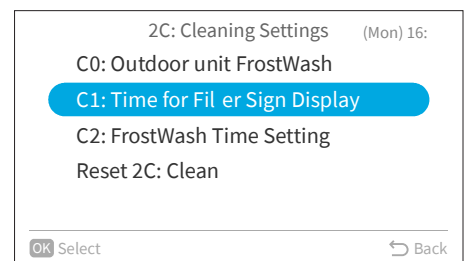 2C: Cleaning Settings (Mon) 16:
C0: Outdoor unit FrostWash
C1: Time for Fil er Sign Display
C2: FrostWash Time Setting
Reset 2C: Clean
OK Select Back